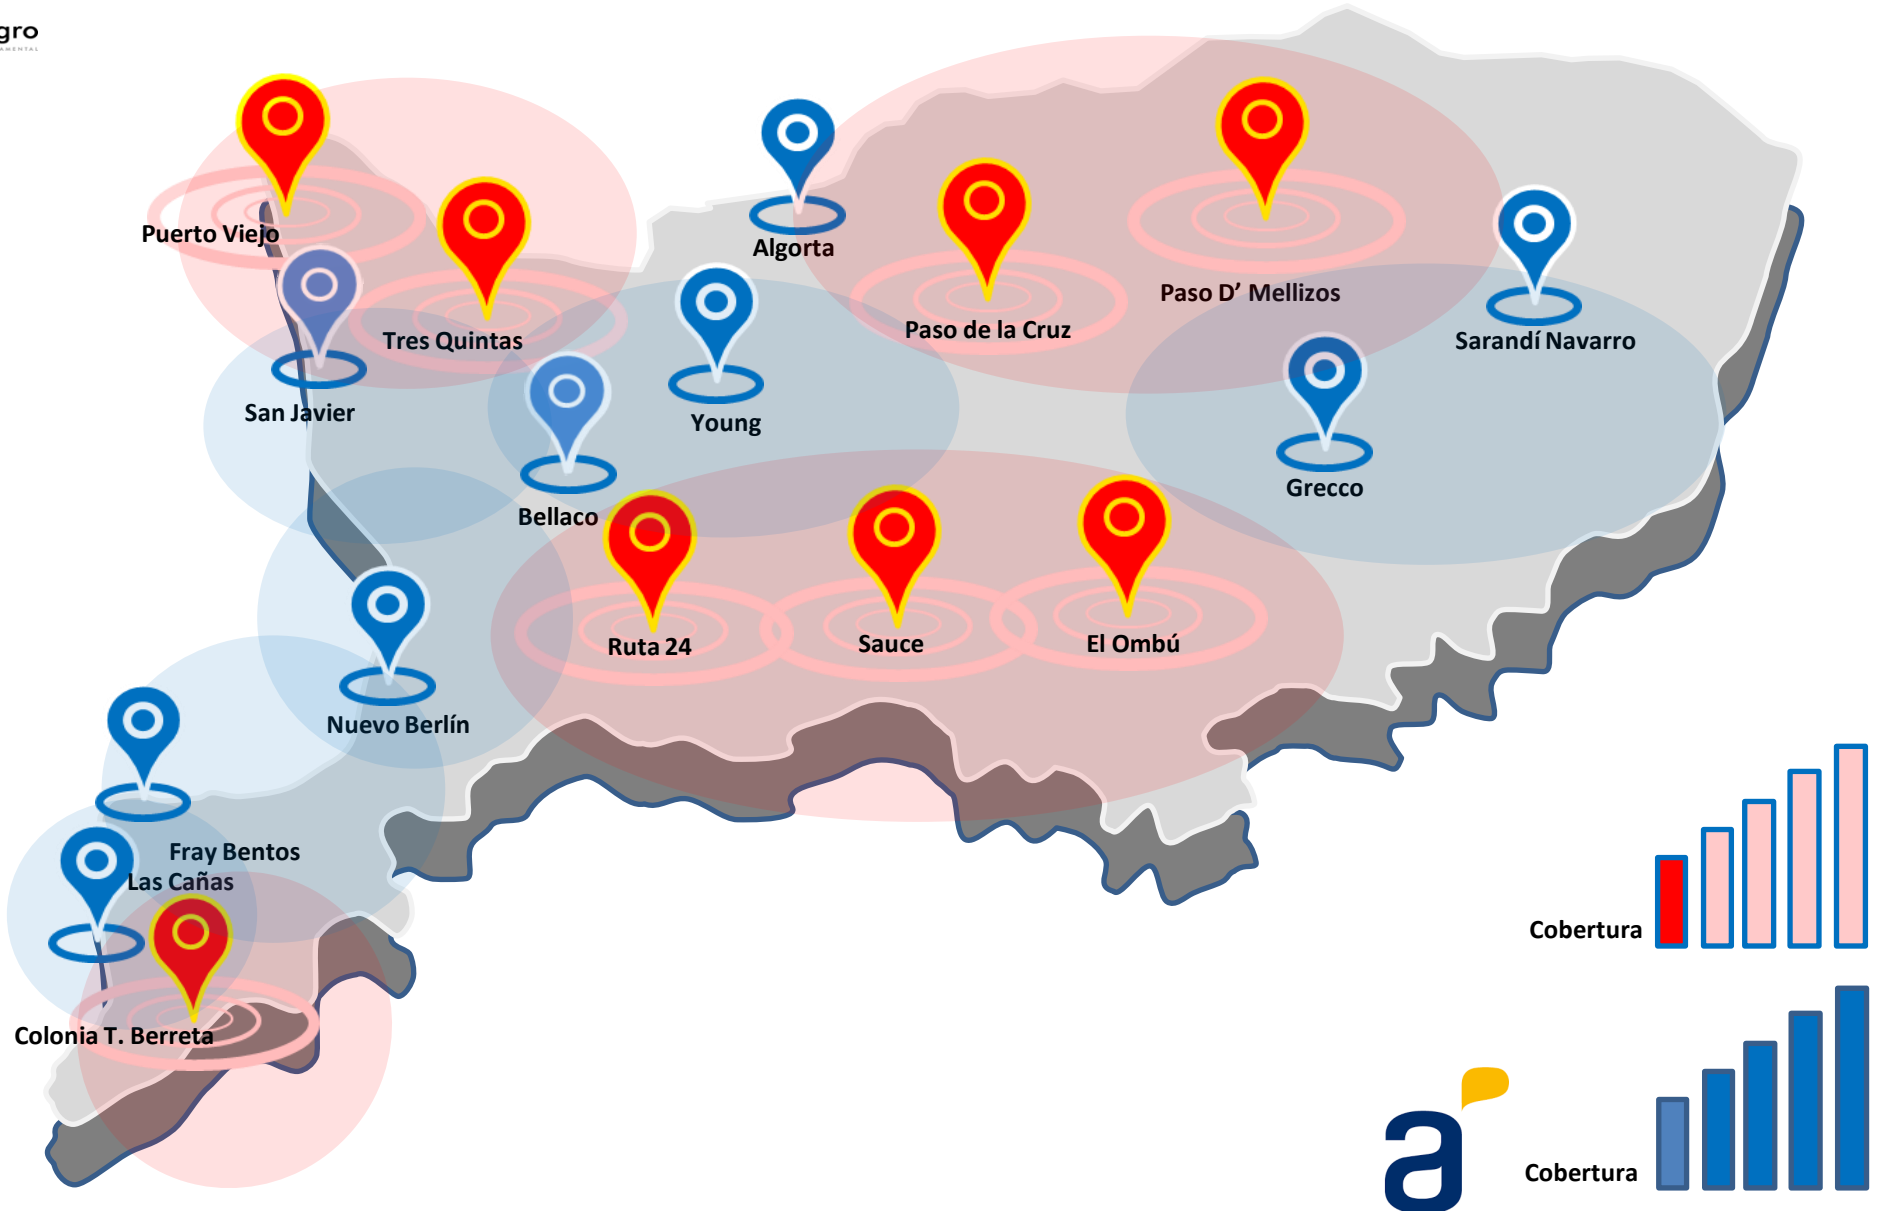 gro
Puerto Viejo
Algorta
Tres Quintas
Paso de la Cruz
Paso D’ Mellizos
Sarandí Navarro
San Javier
Young
Bellaco
Grecco
Ruta 24
Sauce
El Ombú
Nuevo Berlín
Fray Bentos
Las Cañas
Colonia T. Berreta
Cobertura
a
Cobertura